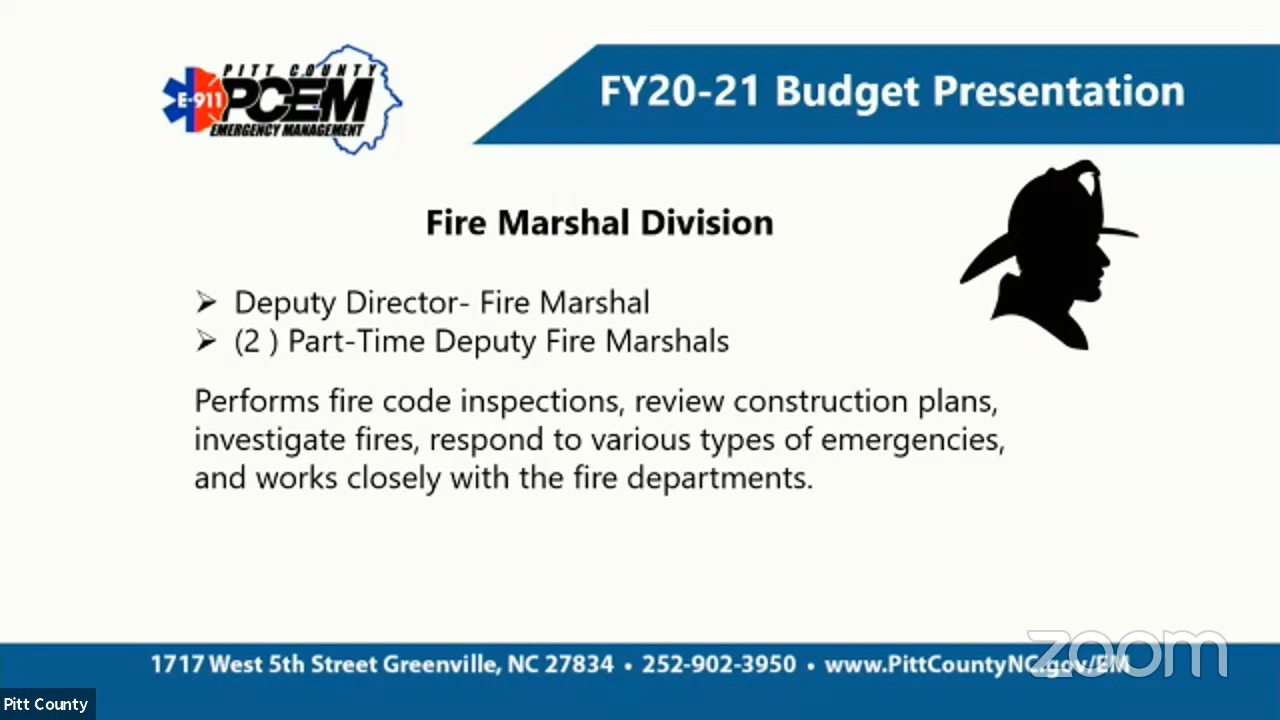 PITT COUNTY
E-911
PCEM
EMERGENCY MANAGEMENT
FY20-21 Budget Presentation
Fire Marshal Division
➢ Deputy Director- Fire Marshal
➢ (2 ) Part-Time Deputy Fire Marshals
Performs fire code inspections, review construction plans,
investigate fires, respond to various types of emergencies,
and works closely with the fire departments.
1717 West 5th Street Greenville, NC 27834 • 252-902-3950 • www.PittCountyNC.gov/EM
zoom
Pitt County